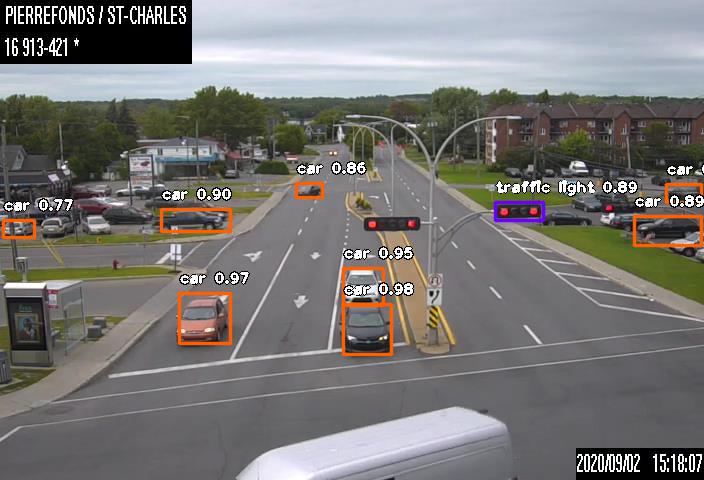 PIERREFONDS / ST-CHARLES
16 913-421 *
car 0.86
traffic light 0.89
car 0.90
car 0.77
car 0.89
car 0.95
car 0.97
car 0.98
2020/09/02 15:18:07